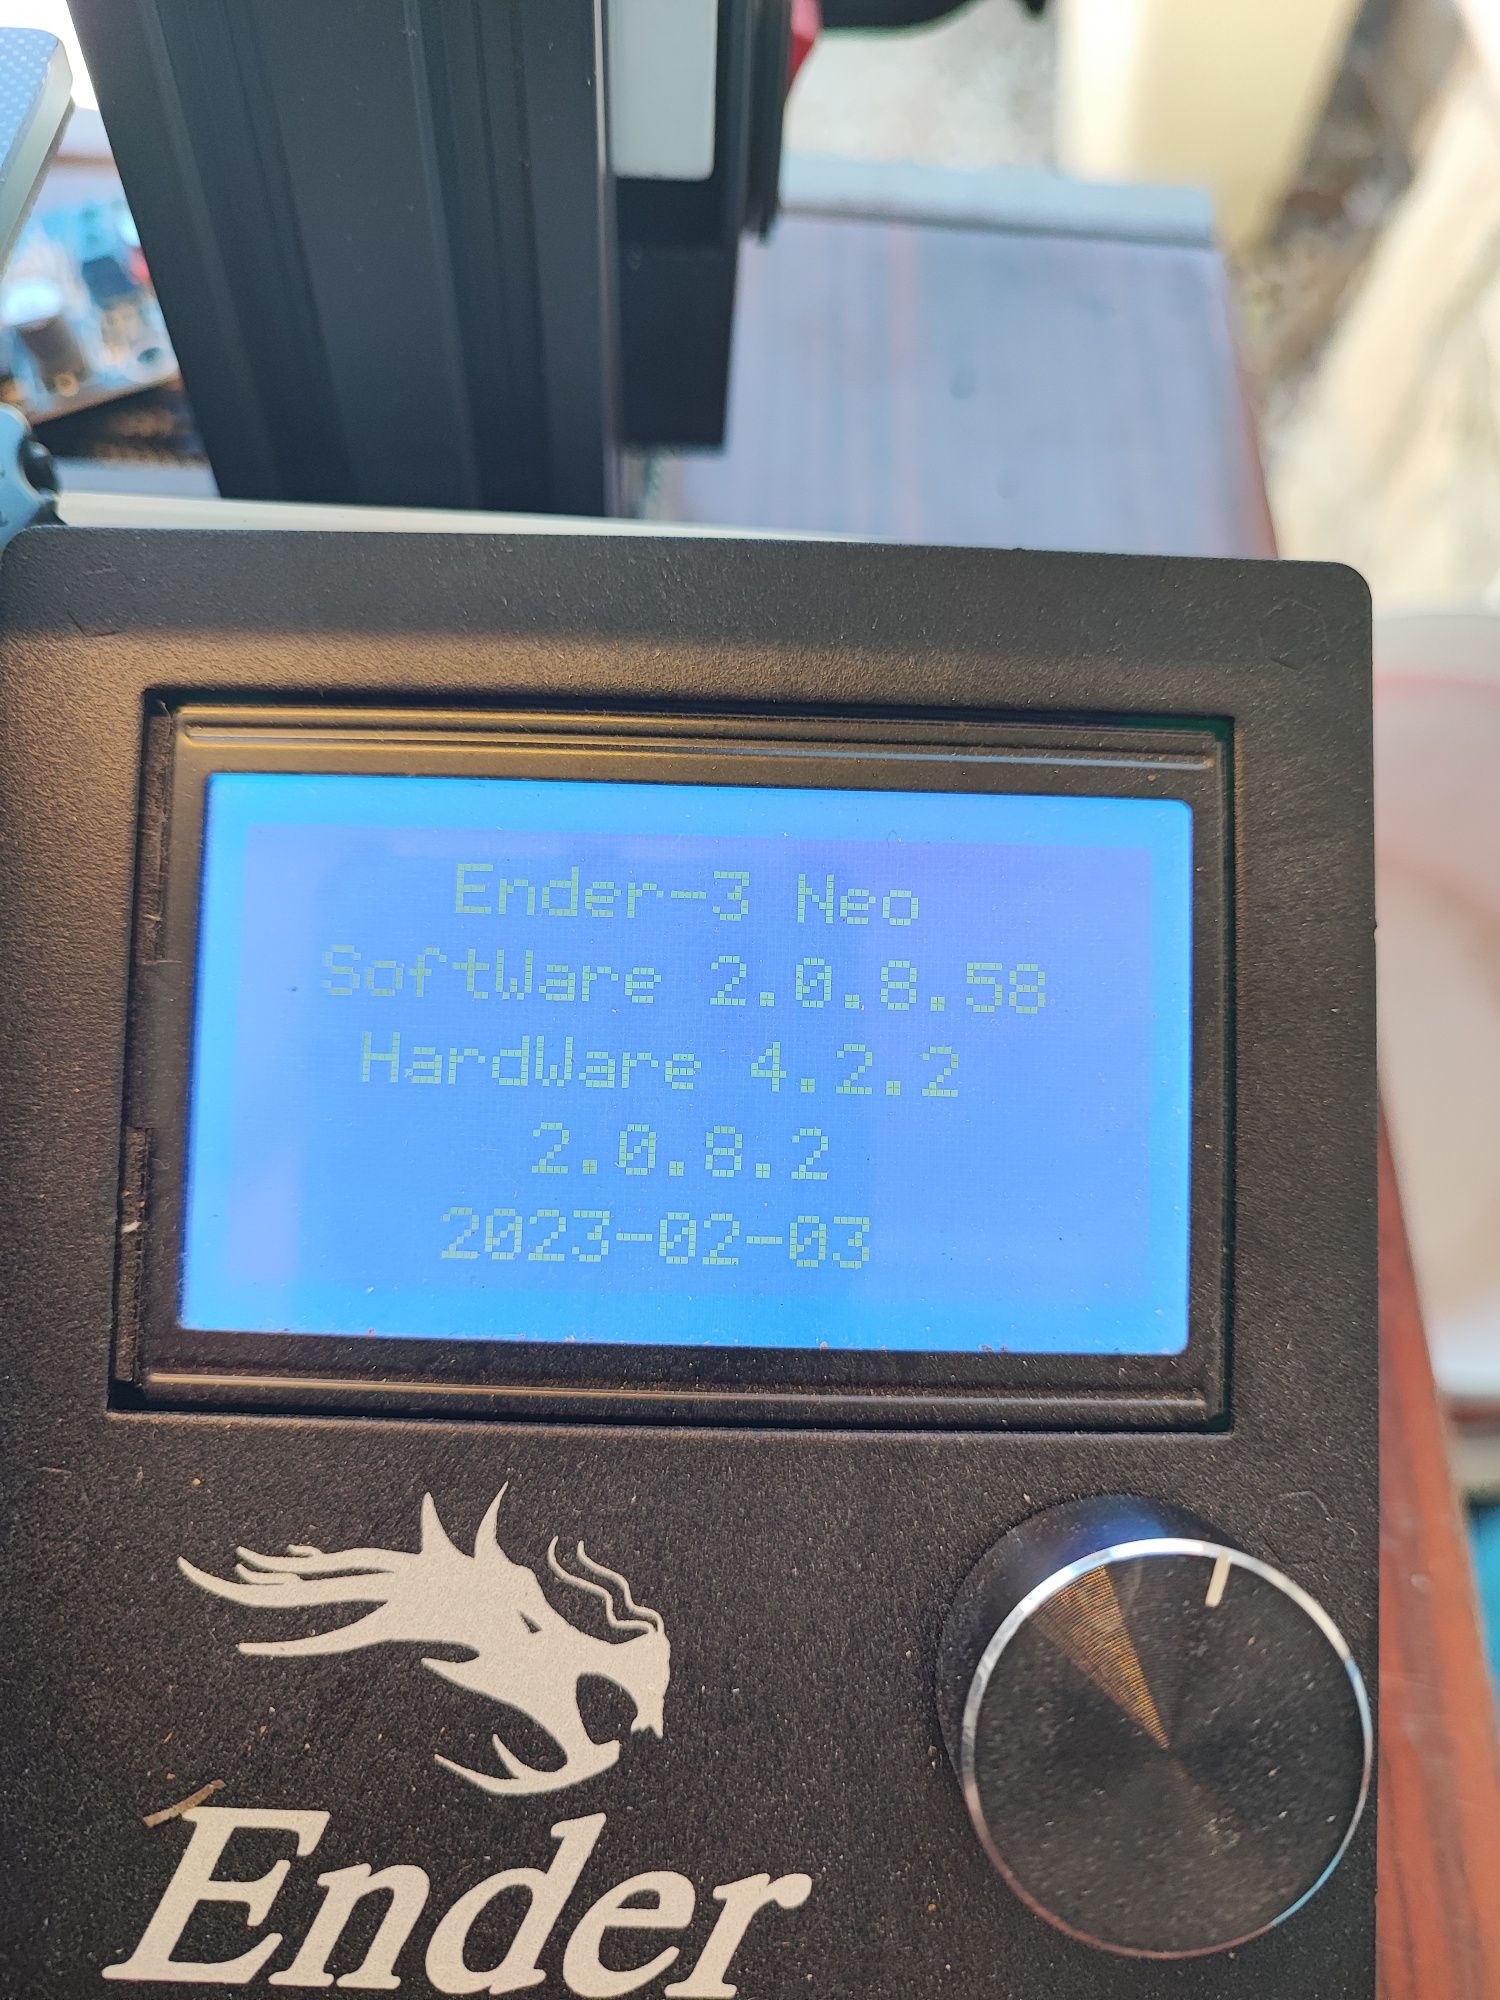 Ender-3 Neo
SoftWare 2.0.8.58
HardWare 4.2.2
2.0.8.2
2023-02-03
Ender